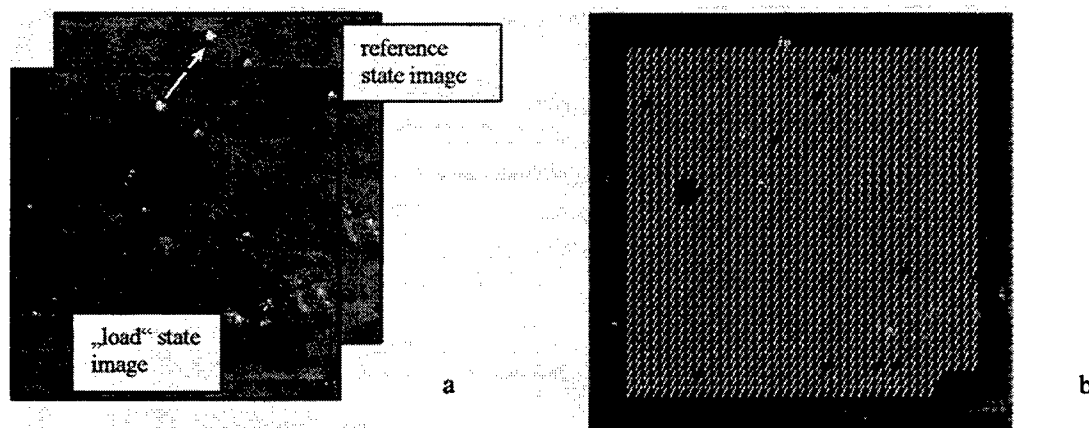 reference
state image
„load“ state
image
a
b